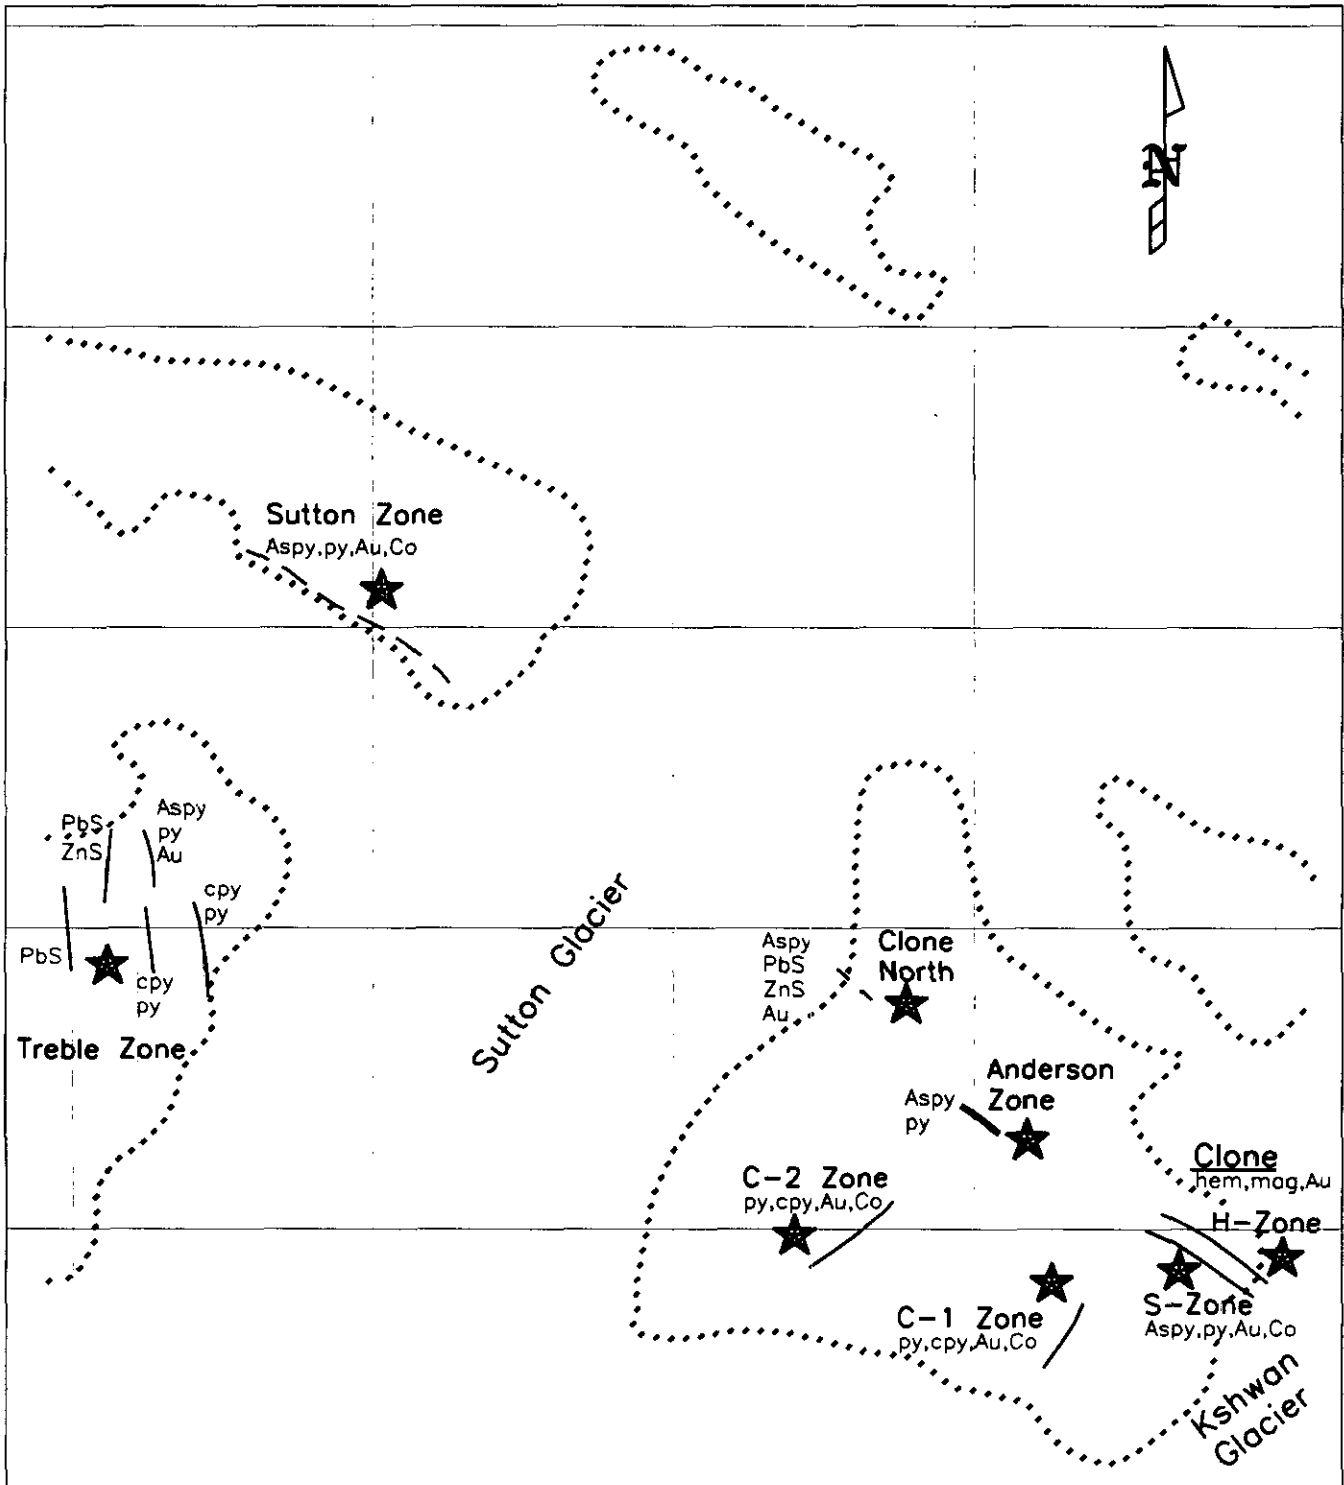 N
Sutton Zone
Aspy,py,Au,Co
PbS
ZnS
Aspy
py
Au
cpy
py
PbS
cpy
py
Treble Zone
Sutton Glacier
Aspy
PbS
ZnS
Au
Clone
North
Anderson
Zone
Aspy
py
C-2 Zone
py,cpy,Au,Co
Clone
hem,mag,Au
H-Zone
S-Zone
Aspy,py,Au,Co
C-1 Zone
py,cpy,Au,Co
Kshwan
Glacier